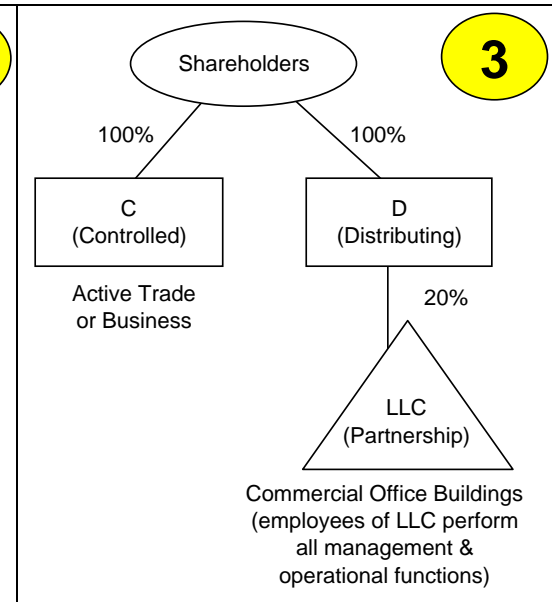 Shareholders
3
100%
100%
C
(Controlled)
D
(Distributing)
Active Trade
or Business
20%
LLC
(Partnership)
Commercial Office Buildings
(employees of LLC perform
all management &
operational functions)